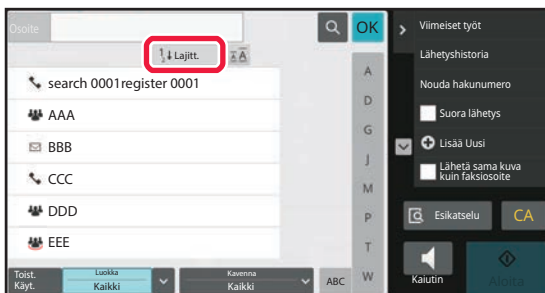 Osoite
OK
Lajitt.
A A
search 0001register 0001
AAA
BBB
CCC
DDD
EEE
A
D
G
J
M
P
T
W
Toist. Käyt.
Luokka
Kaikki
Kavenna
Kaikki
ABC
Viimeiset työt
Lähetyshistoria
Nouda hakunumero
Suora lähetys
Lisää Uusi
Lähetä sama kuva
kuin faksiosoite
Esikatselu
CA
Kaiutin
Aloita